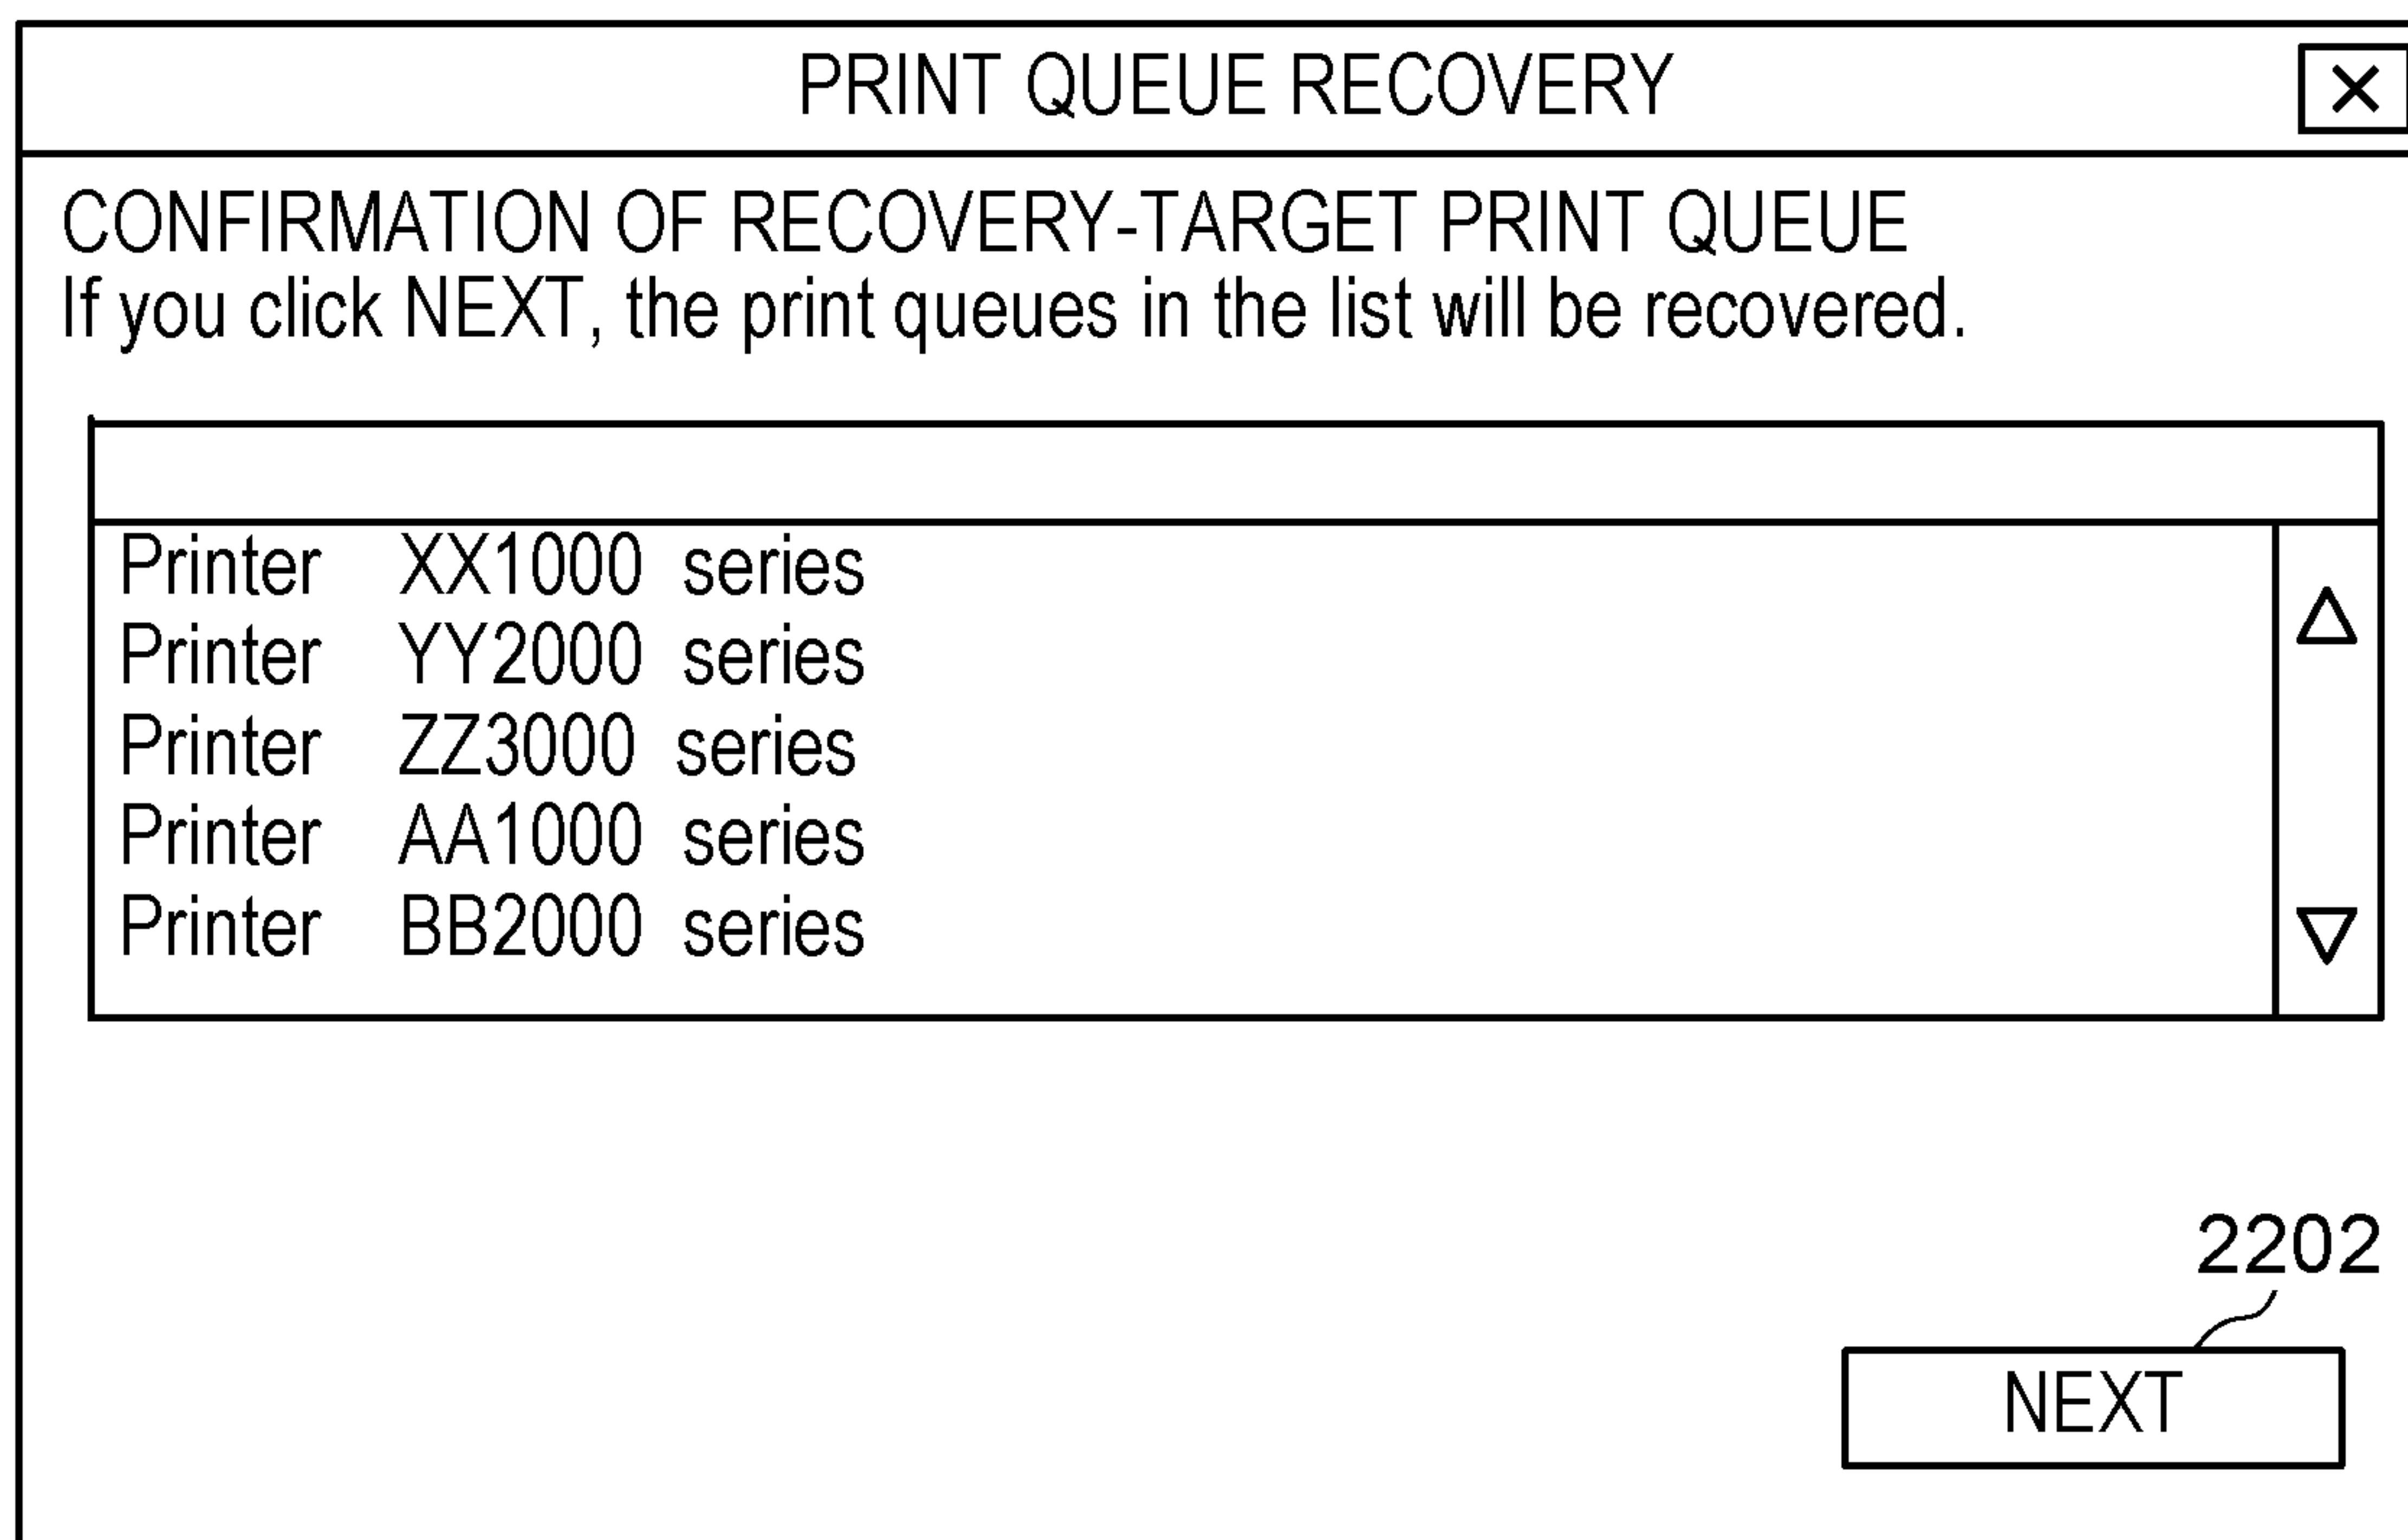 PRINT QUEUE RECOVERY
CONFIRMATION OF RECOVERY-TARGET PRINT QUEUE
If you click NEXT, the print queues in the list will be recovered.
Printer XX1000 series
Printer YY2000 series
Printer ZZ3000 series
Printer AA1000 series
Printer BB2000 series
2202
NEXT